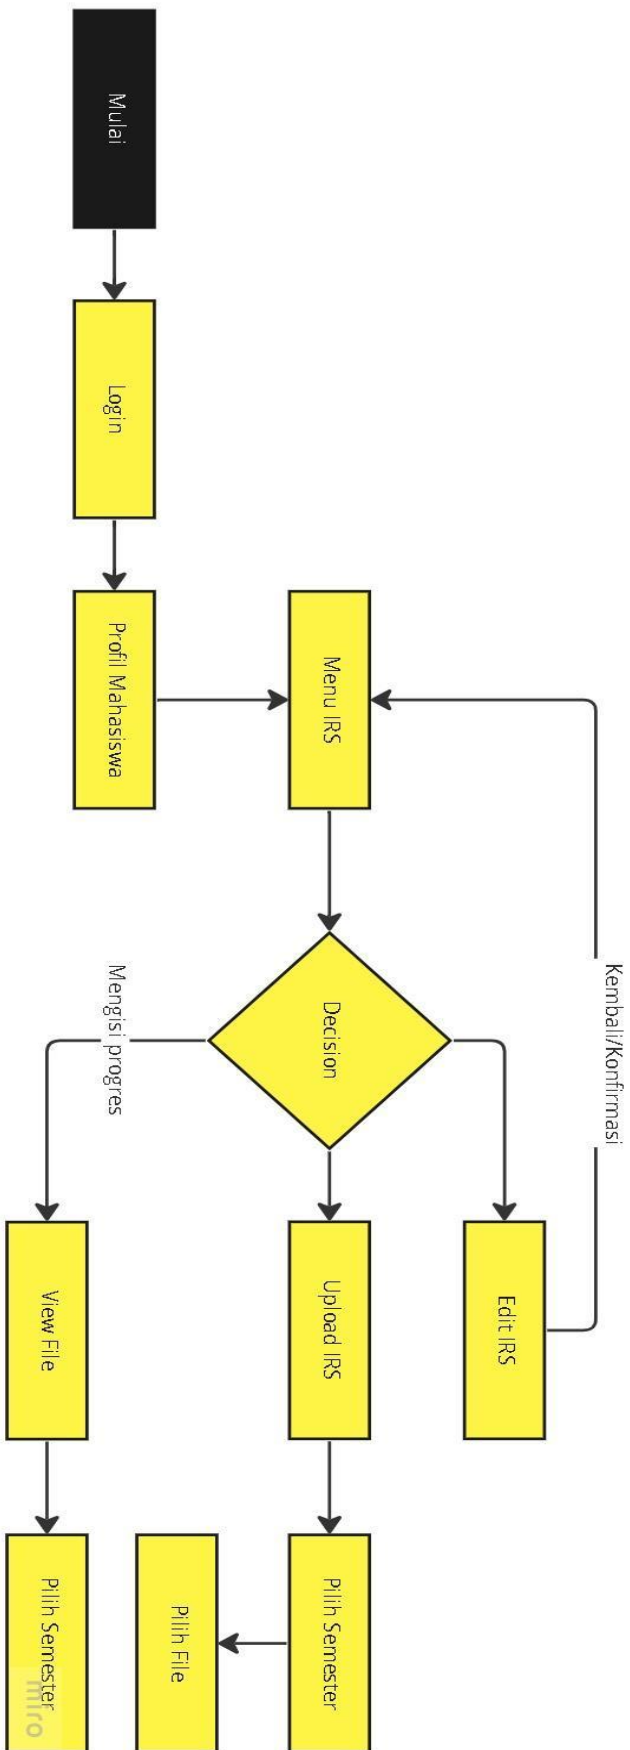 Mulai
Login
Profil Mahasiswa
Menu IRS
Decision
Kembali/Konfirmasi
Mengisi progres
Edit IRS
Upload IRS
View File
Pilih Semester
Pilih File
Pilih Semester
miro